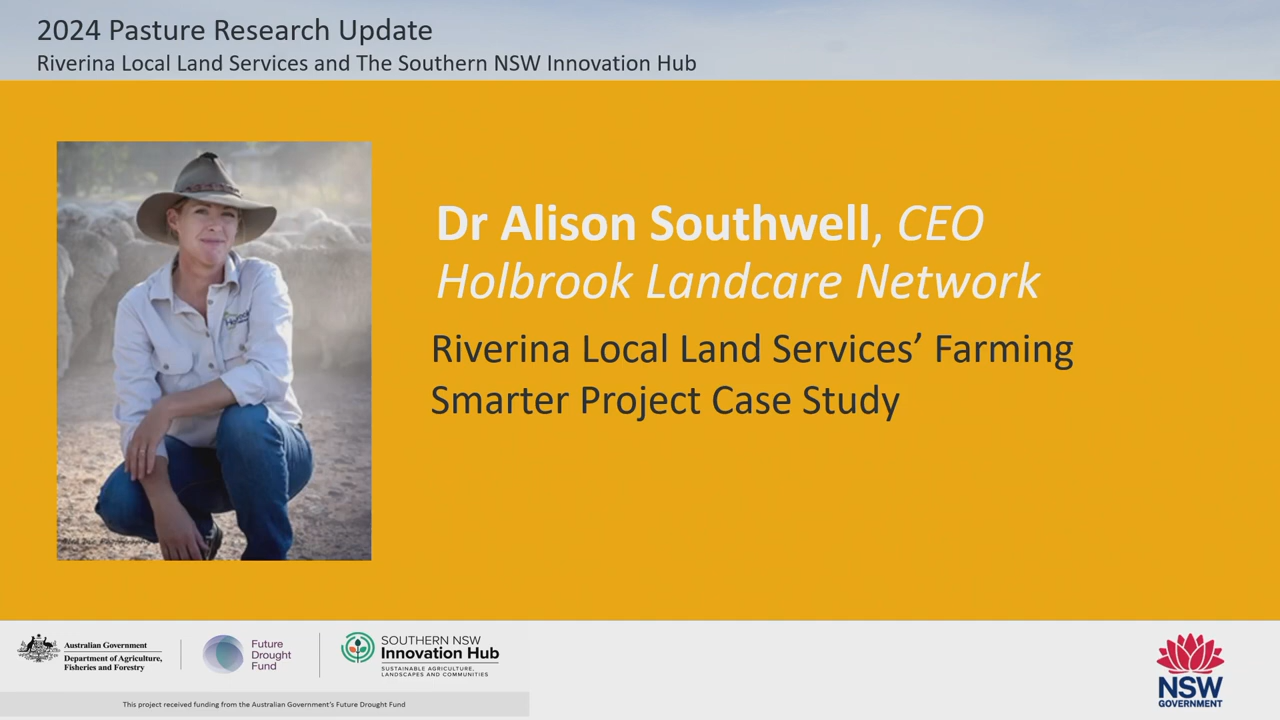 2024 Pasture Research Update
Riverina Local Land Services and The Southern NSW Innovation Hub
Dr Alison Southwell, CEO
Holbrook Landcare Network
Riverina Local Land Services’ Farming
Smarter Project Case Study
Australian Government
Department of Agriculture,
Fisheries and Forestry
Future
Drought
Fund
SOUTHERN NSW
Innovation Hub
SUSTAINABLE AGRICULTURE,
LANDSCAPES AND COMMUNITIES
This project received funding from the Australian Government’s Future Drought Fund
NSW
GOVERNMENT